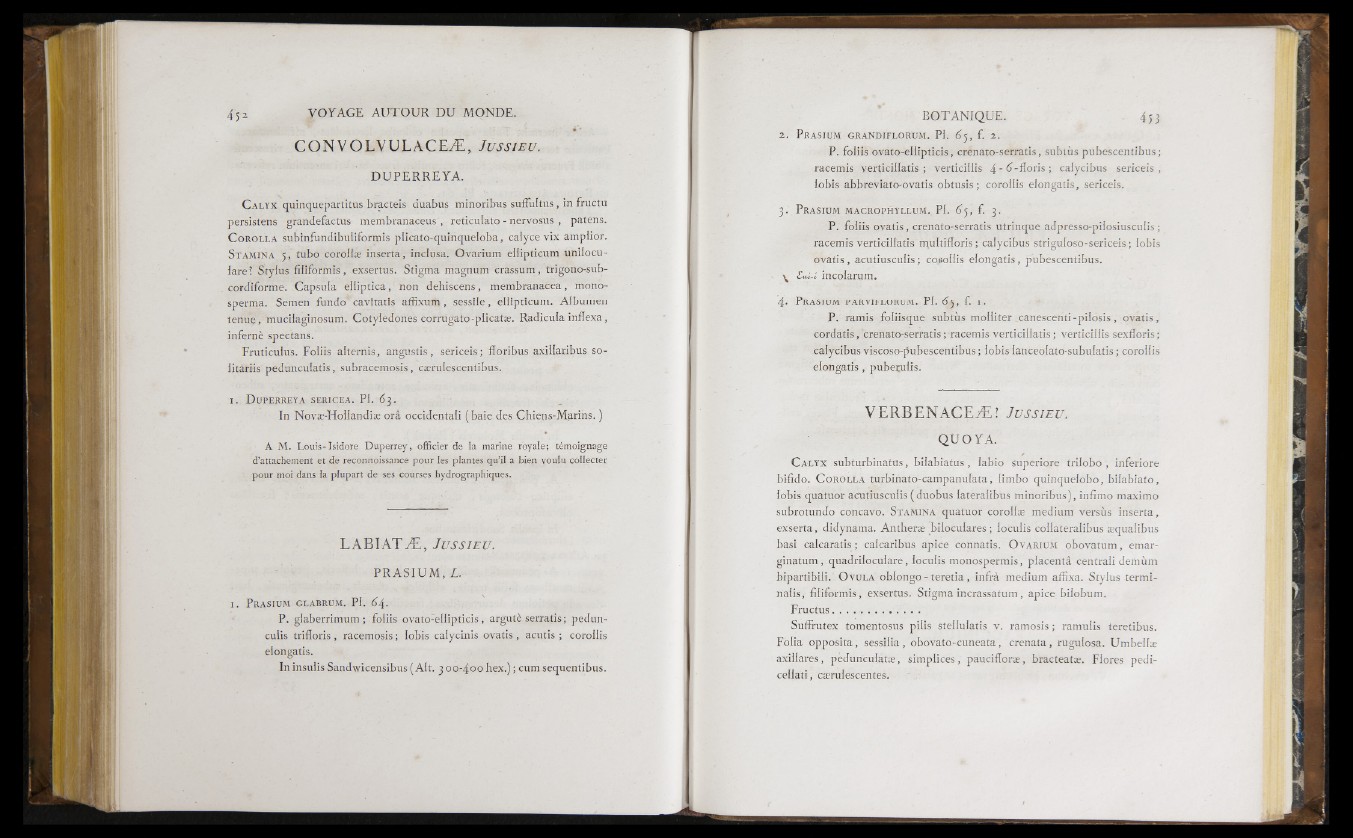 452 VOYAGE AUTOUR DU MONDE.
CONVOLVULACEÆ, JUSSIEU.
DUPERREYA.
CALYX quinquepartitus bracteis duabus minoribus suffultus, in fructu
persistens grandefactus membranaceus, reticulato-nervosus, patens.
COROLLA subinfundibuliformis plicato-quinqueloba, calyce vix amplior.
STAMINA 5, tubo corollæ inserta, inclusa. Ovarium ellipticum unilocu-
lare! Stylus filiformis, exsertus. Stigma magnum crassum, trigono-sub-
cordiforme. Capsula elliptica, non dehiscens, membranacea, mono-
sperma. Semen fundo cavitatis affixum, sessile, ellipticum. Albumen
tenue, mucilaginosum. Cotyledones corrugato-plicatæ. Radicula inflexa,
infernè spectans.
Fruticulus. Foliis alternis, angustis, sericeis; floribus axillaribus so-
litariis pedunculatis, subracemosis, cærulescentibus.
1. DUPERREYA SERICEA. Pl. 63.
In Novæ-Hollandiæ orâ occidentali (baie des Chiens-Marins.)
A M. Louis-Isidore Duperrey, officier de la marine royale; témoignage
d'attachement et de reconnoissance pour les plantes qu'il a bien voulu collecter
pour moi dans la plupart de ses courses hydrographiques.
LABIATÆ, JUSSIEU.
PRASIUM, L.
1. PRASIUM GLABRUM. Pl. 64.
P. glaberrimum; foliis ovato-ellipticis, argutè serratis; pedun-
culis trifloris, racemosis; lobis calycinis ovatis, acutis; corollis
elongatis.
In insulis Sandwicensibus (Alt. 300-400 hex.); cum sequentibus.
BOTANIQUE. 453
2. PRASIUM GRANDIFLORUM. Pl. 65, f. 2.
P. foliis ovato-ellipticis, crenato-serratis, subtùs pubescentibus;
racemis verticillatis; verticillis 4-6-floris; calycibus sericeis,
lobis abbreviato-ovatis obtusis; corollis elongatis, sericeis.
3. PRASIUM MACROPHYLLUM. Pl. 65, f. 3.
P. foliis ovatis, crenato-serratis utrinque adpresso-pilosiusculis;
racemis verticillatis multifloris; calycibus striguloso-sericeis; lobis
ovatis, acutiusculis; corollis elongatis, pubescentibus.
incolarum.
4. PRASIUM PARVIFLORUM. Pl. 65, f. 1.
P. ramis foliisque subtùs molliter canescenti-pilosis, ovatis,
cordatis, crenato-serratis; racemis verticillatis; verticillis sexfloris;
calycibus viscoso-pubescentibus; lobis lanceolato-subulatis; corollis
elongatis, puberulis.
VERBENACEÆ! JUSSIEU.
QUOYA.
CALYX subturbinatus, bilabiatus, labio superiore trilobo, inferiore
bifido. COROLLA turbinato-campanulata, limbo quinquelobo, bilabiato,
lobis quatuor acutiusculis (duobus lateralibus minoribus), infimo maximo
subrotundo concavo. STAMINA quatuor corollæ medium versùs inserta,
exserta, didynama. Antheræ biloculares; loculis collateralibus æqualibus
basi calcaratis; calcaribus apice connatis. OVARIUM obovatum, emar-
ginatum, quadriloculare, loculis monospermis, placentâ centrali demùm
bipartibili. OVULA oblongo-teretia, infrà medium affixa. Stylus termi-
nalis, filiformis, exsertus. Stigma incrassatum, apice bilobum.
Fructus.............
Suffrutex tomentosus pilis stellulatis v. ramosis; ramulis teretibus.
Folia opposita, sessilia, obovato-cuneata, crenata, rugulosa. Umbellæ
axillares, pedunculatæ, simplices, paucifloræ, bracteatæ. Flores pedi-
cellati, cærulescentes.